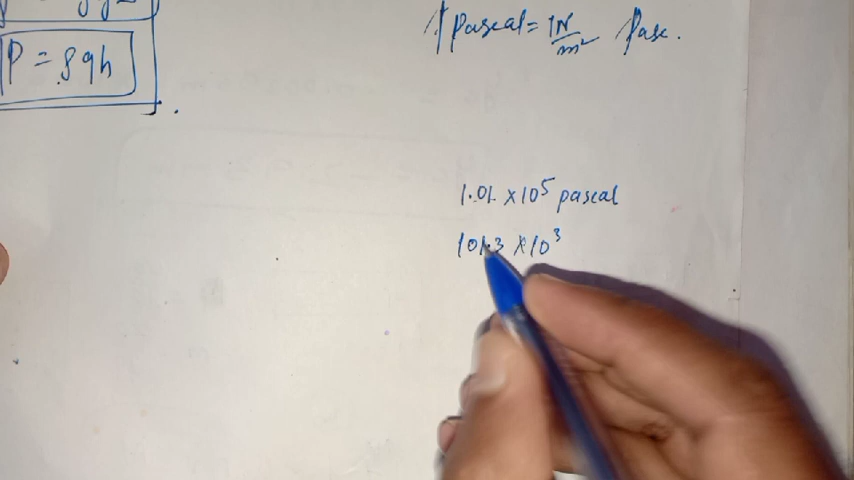 P = ρgh
1 pascal = 1N/m² Pasc.
1.01 × 10⁵ pascal
101.3 × 10³